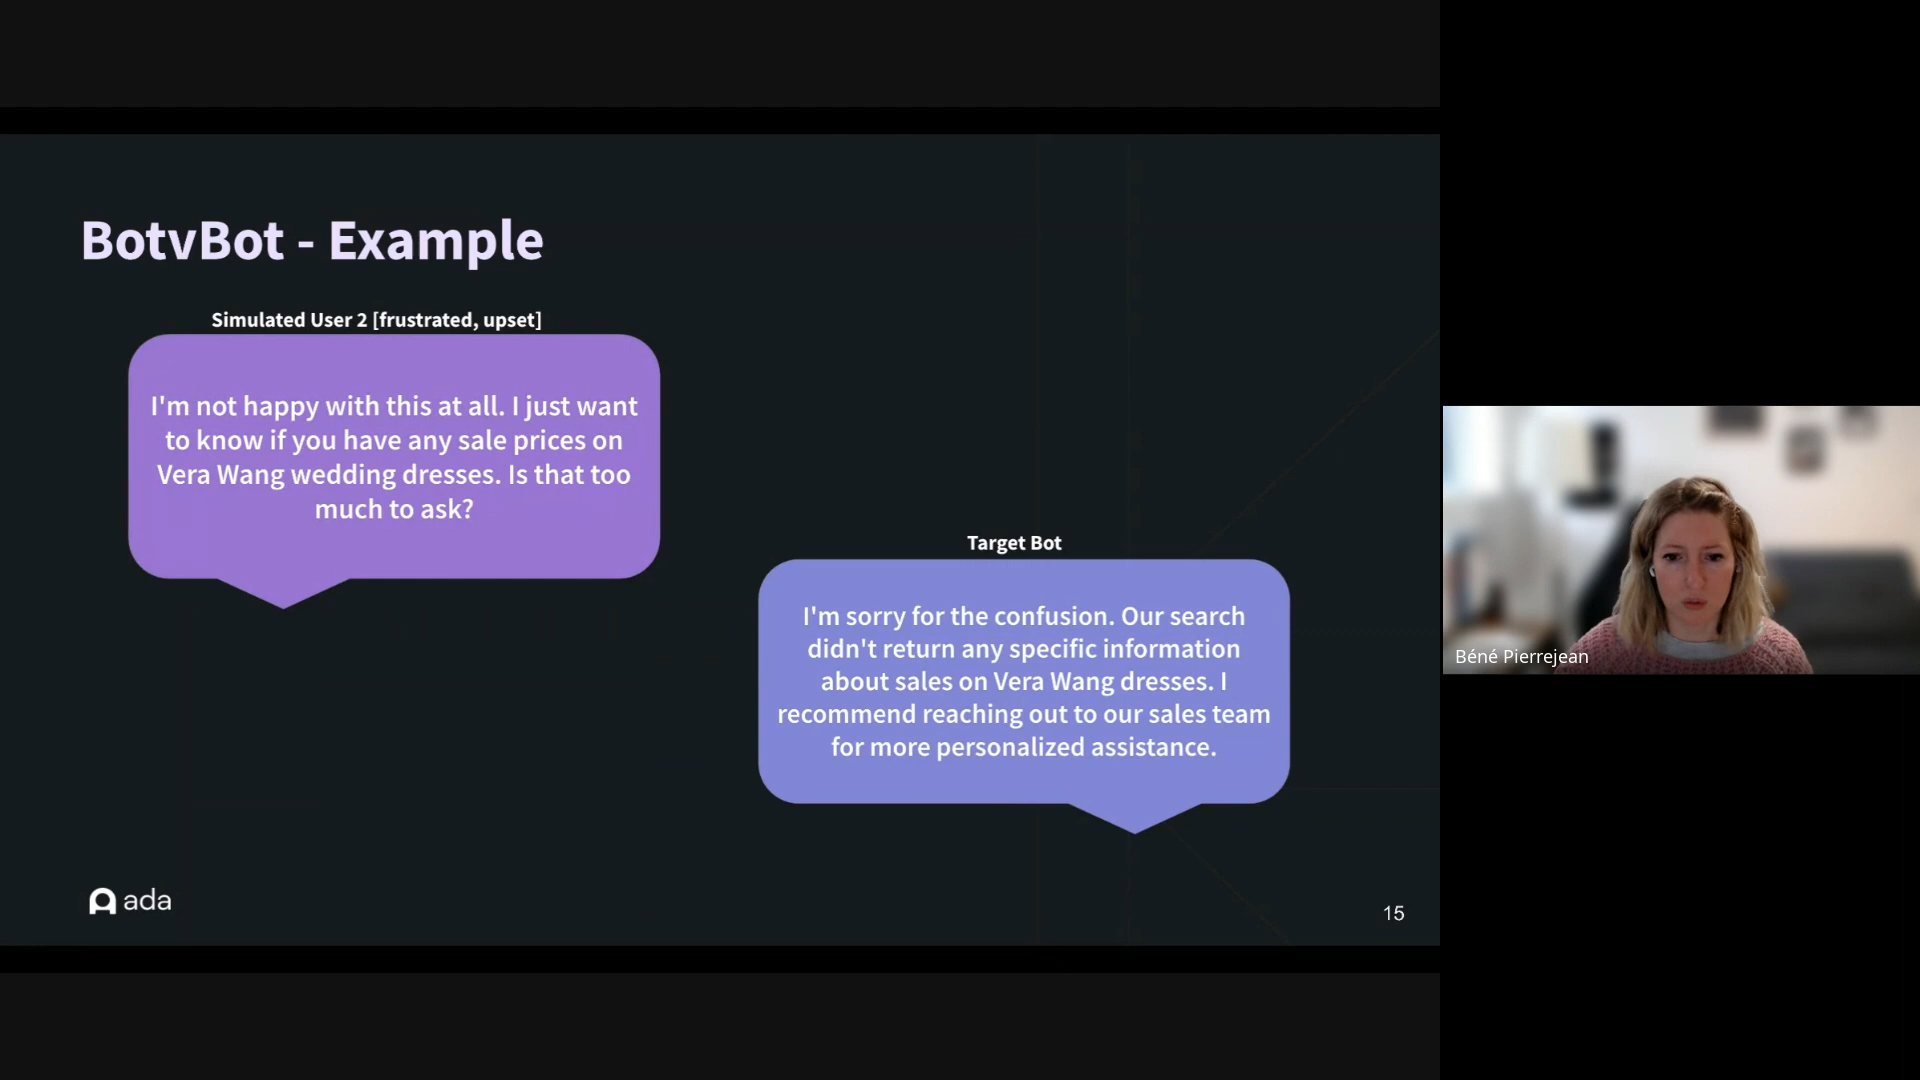 BotvBot - Example
Simulated User 2 [frustrated, upset]
I'm not happy with this at all. I just want
to know if you have any sale prices on
Vera Wang wedding dresses. Is that too
much to ask?
Target Bot
I'm sorry for the confusion. Our search
didn't return any specific information
about sales on Vera Wang dresses. I
recommend reaching out to our sales team
for more personalized assistance.
Béné Pierrejean
ada
15